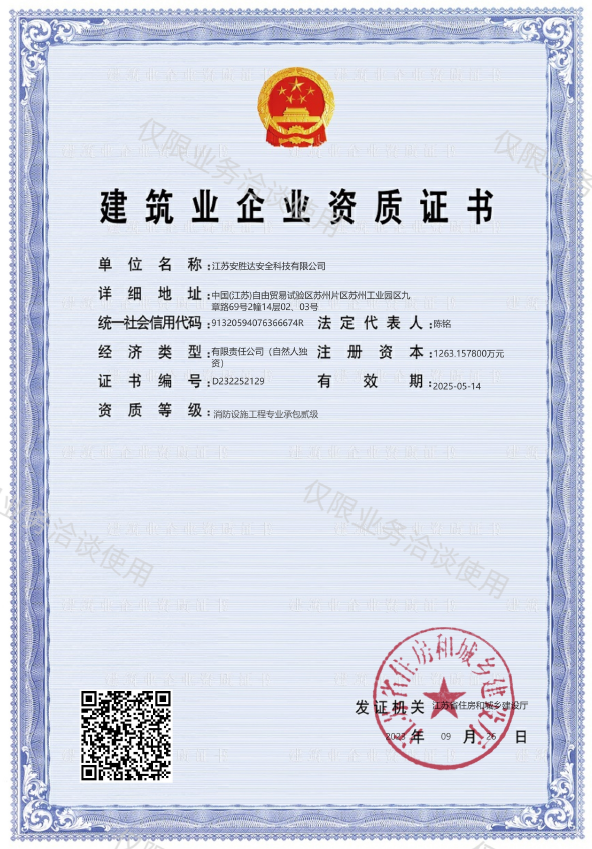 建筑业企业资质证书
单位名称：江苏安胜达安全科技有限公司
详细地址：中国(江苏)自由贸易试验区苏州片区苏州工业园区九
章路69号2幢14层02、03号
统一社会信用代码：91320594076366674R 法定代表人：陈铭
经济类型：有限责任公司（自然人独
资） 注册资本：1263.157800万元
证书编号：D232252129 有效期：2025-05-14
资质等级：消防设施工程专业承包贰级
发证机关 江苏省住房和城乡建设厅
2023 年 09 月 26 日
江苏省住房和城乡建设厅
仅限业务洽谈使用
仅限业务
业务洽谈使用
仅限业务洽谈使用